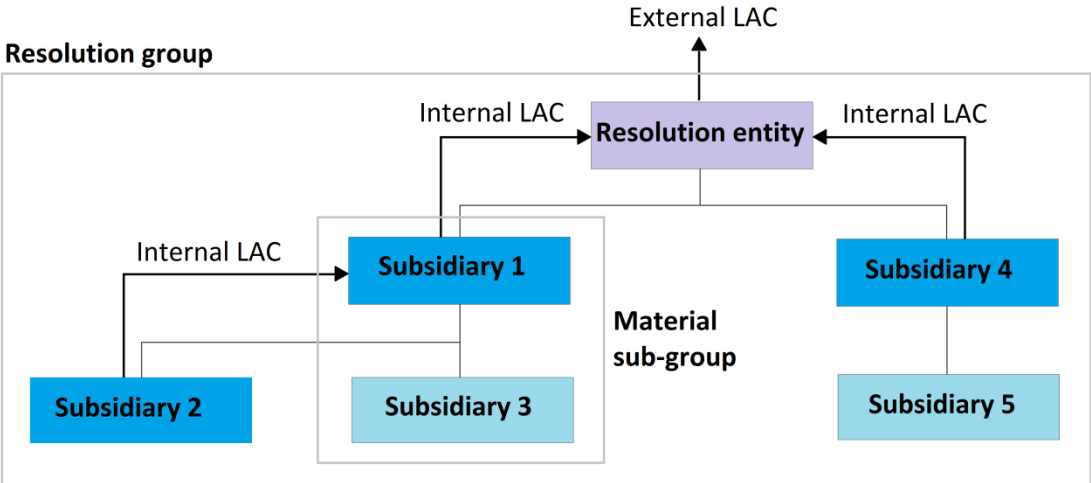 External LAC
Resolution group
Internal LAC
Resolution entity
Internal LAC
Internal LAC
Subsidiary 1
Subsidiary 4
Material
sub-group
Subsidiary 2
Subsidiary 3
Subsidiary 5